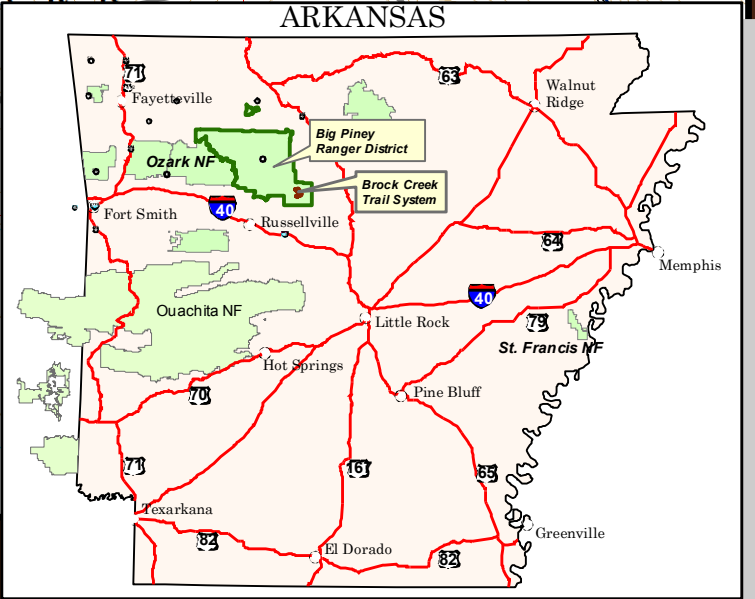 ARKANSAS
71
63
Walnut
Ridge
Fayetteville
Big Piney
Ranger District
Ozark NF
Brock Creek
Trail System
Fort Smith
40
Russellville
64
Memphis
Ouachita NF
40
Little Rock
79
St. Francis NF
Hot Springs
70
Pine Bluff
71
167
65
Texarkana
82
Greenville
El Dorado
82